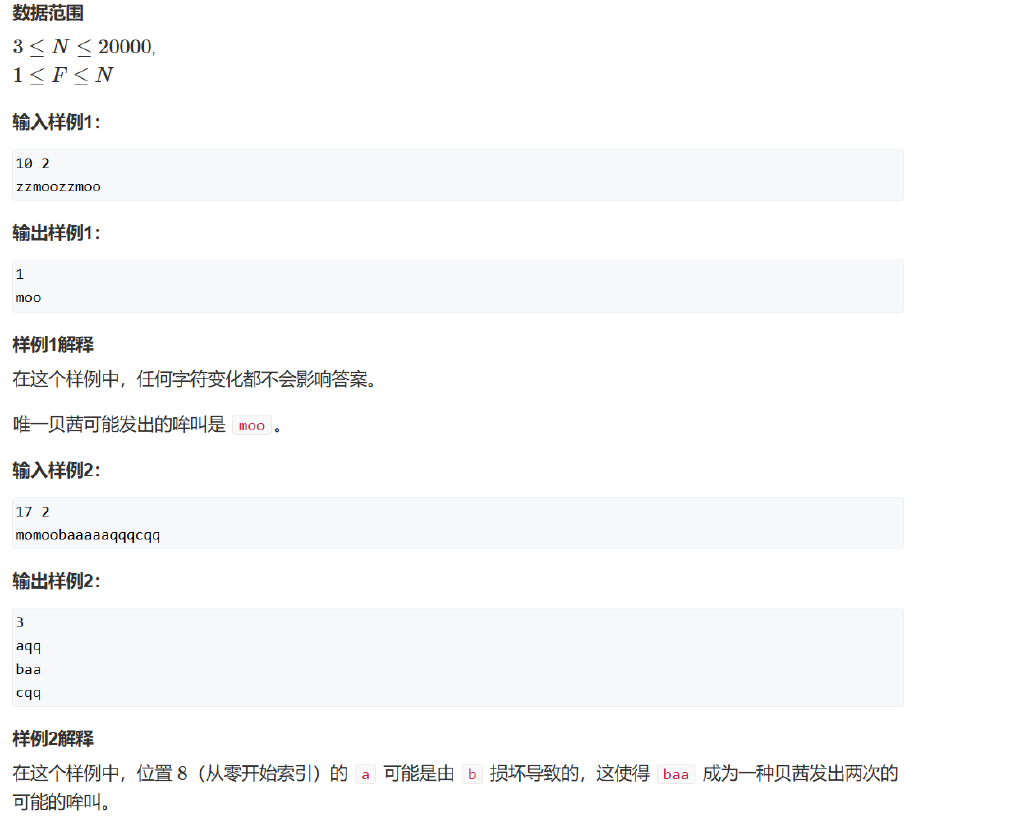 数据范围
3 ≤ N ≤ 20000,
1 ≤ F ≤ N
输入样例1：
10 2
zzmoozzmoo
输出样例1：
1
moo
样例1解释
在这个样例中，任何字符变化都不会影响答案。
唯一贝茜可能发出的哞叫是 moo 。
输入样例2：
17 2
momoobaaaaaqqqcqq
输出样例2：
3
aqq
baa
cqq
样例2解释
在这个样例中，位置 8（从零开始索引）的 a 可能是由 b 损坏导致的，这使得 baa 成为一种贝茜发出两次的
可能的哞叫。